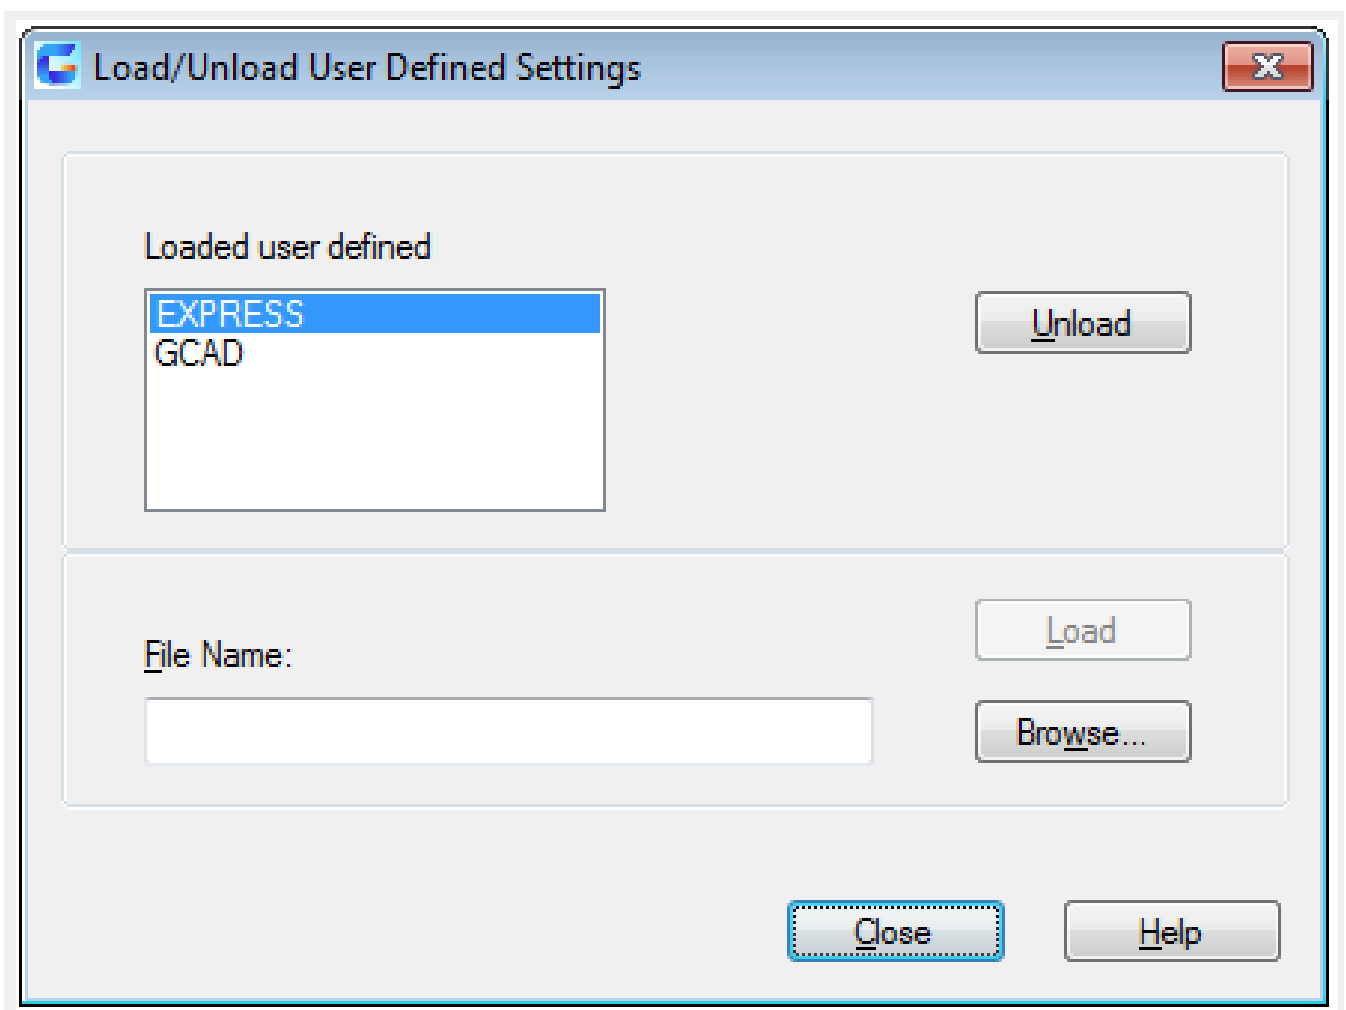 Load/Unload User Defined Settings
Loaded user defined
EXPRESS
GCAD
Unload
Load
File Name:
Browse...
Close
Help